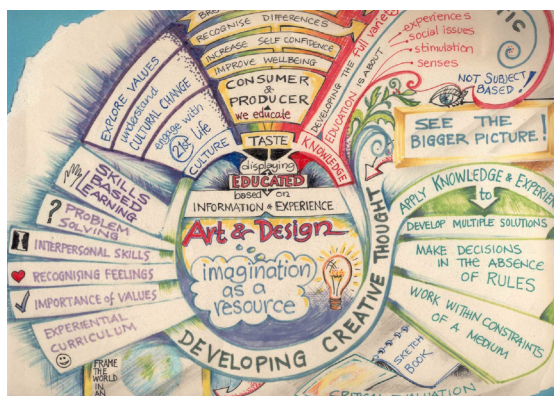 RECOGNISE DIFFERENCES
INCREASE SELF CONFIDENCE
IMPROVE WELLBEING
CONSUMER
&
PRODUCER
we educate
TASTE
displaying
EDUCATED
based on
INFORMATION & EXPERIENCE
Art & Design
imagination
as a
resource
DEVELOPING CREATIVE THOUGHT
EXPLORE VALUES
understand
CULTURAL CHANGE
engage with
21st Life
CULTURE
DEVELOPING THE full variety
EDUCATION IS ABOUT
KNOWLEDGE
experiences
social issues
stimulation
senses
NOT SUBJECT
BASED!
SEE THE
BIGGER PICTURE!
SKILLS
BASED
LEARNING
? PROBLEM
SOLVING
INTERPERSONAL SKILLS
RECOGNISING FEELINGS
IMPORTANCE of VALUES
EXPERIENTIAL
CURRICULUM
APPLY KNOWLEDGE & EXPERIEN
to
DEVELOP MULTIPLE SOLUTIONS
MAKE DECISIONS
IN THE ABSENCE
OF RULES
WORK WITHIN CONSTRAINTS
OF A MEDIUM
SKETCH
BOOK
FRAME
THE
WORLD
IN AN